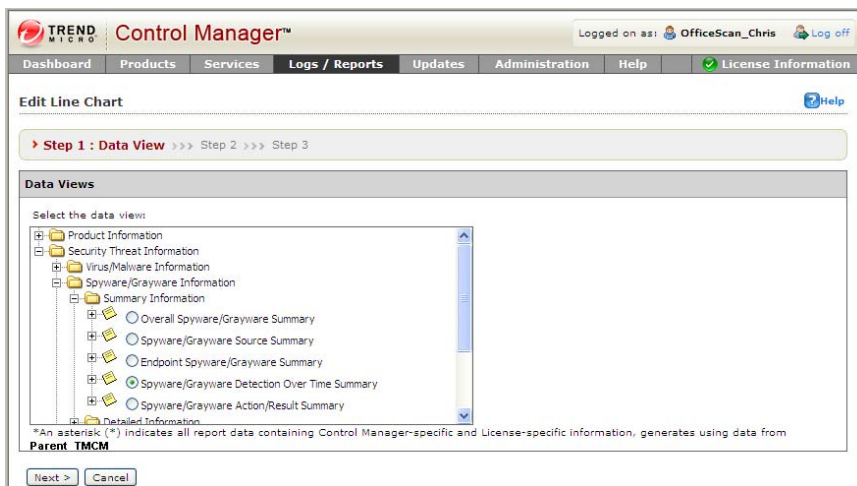 TREND MICRO Control Manager™ Logged on as: OfficeScan_Chris Log off
Dashboard Products Services Logs / Reports Updates Administration Help License Information
Edit Line Chart Help
Step 1 : Data View >>> Step 2 >>> Step 3
Data Views
Select the data view:
Product Information
Security Threat Information
Virus/Malware Information
Spyware/Grayware Information
Summary Information
Overall Spyware/Grayware Summary
Spyware/Grayware Source Summary
Endpoint Spyware/Grayware Summary
Spyware/Grayware Detection Over Time Summary
Spyware/Grayware Action/Result Summary
Detailed Information
*An asterisk (*) indicates all report data containing Control Manager-specific and License-specific information, generates using data from
Parent TMCM
Next > Cancel